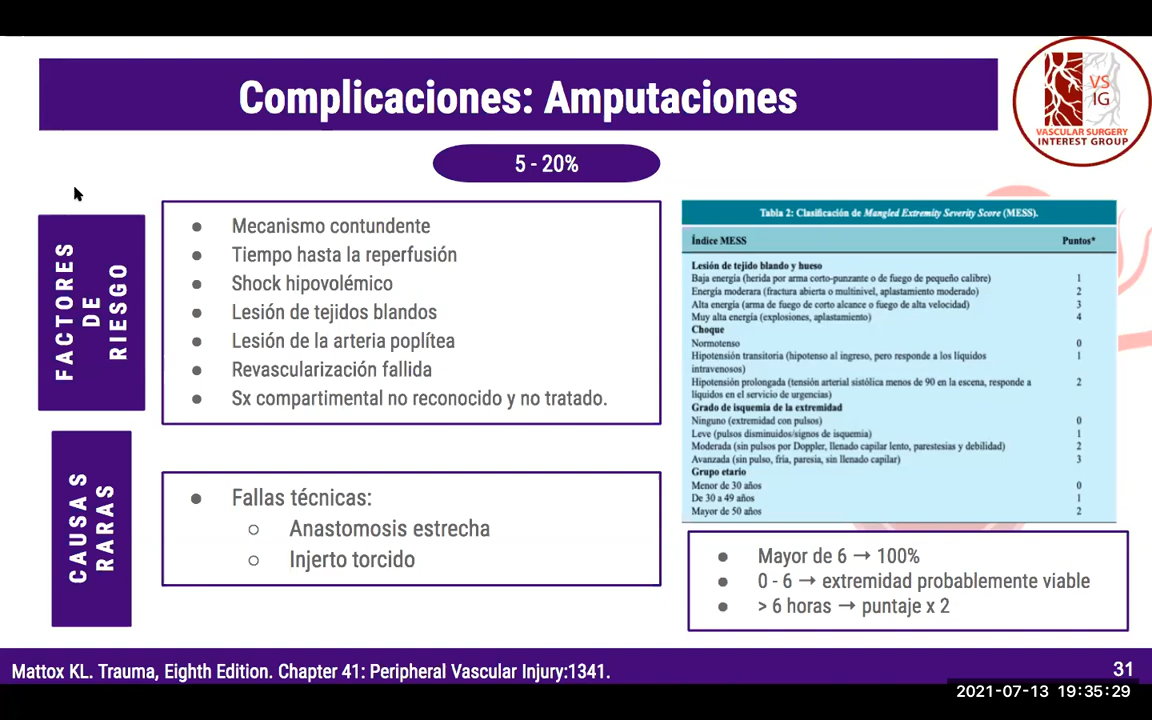 Complicaciones: Amputaciones
VS
IG
VASCULAR SURGERY
INTEREST GROUP
5 - 20%
FACTORES
DE
RIESGO
● Mecanismo contundente
● Tiempo hasta la reperfusión
● Shock hipovolémico
● Lesión de tejidos blandos
● Lesión de la arteria poplítea
● Revascularización fallida
● Sx compartimental no reconocido y no tratado.
CAUSAS
RARAS
● Fallas técnicas:
○ Anastomosis estrecha
○ Injerto torcido
Tabla 2: Clasificación de Mangled Extremity Severity Score (MESS).
Índice MESS Puntos*
Lesión de tejido blando y hueso
Baja energía (herida por arma corto-punzante o de fuego de pequeño calibre) 1
Energía moderara (fractura abierta o multinivel, aplastamiento moderado) 2
Alta energía (arma de fuego de corto alcance o fuego de alta velocidad) 3
Muy alta energía (explosiones, aplastamiento) 4
Choque
Normotenso 0
Hipotensión transitoria (hipotenso al ingreso, pero responde a los líquidos 1
intravenosos)
Hipotensión prolongada (tensión arterial sistólica menos de 90 en la escena, responde a 2
líquidos en el servicio de urgencias)
Grado de isquemia de la extremidad
Ninguno (extremidad con pulsos) 0
Leve (pulsos disminuidos/signos de isquemia) 1
Moderada (sin pulsos por Doppler, llenado capilar lento, parestesias y debilidad) 2
Avanzada (sin pulso, fría, paresia, sin llenado capilar) 3
Grupo etario
Menor de 30 años 0
De 30 a 49 años 1
Mayor de 50 años 2
● Mayor de 6 → 100%
● 0 - 6 → extremidad probablemente viable
● > 6 horas → puntaje x 2
Mattox KL. Trauma, Eighth Edition. Chapter 41: Peripheral Vascular Injury:1341.
31
2021-07-13 19:35:29